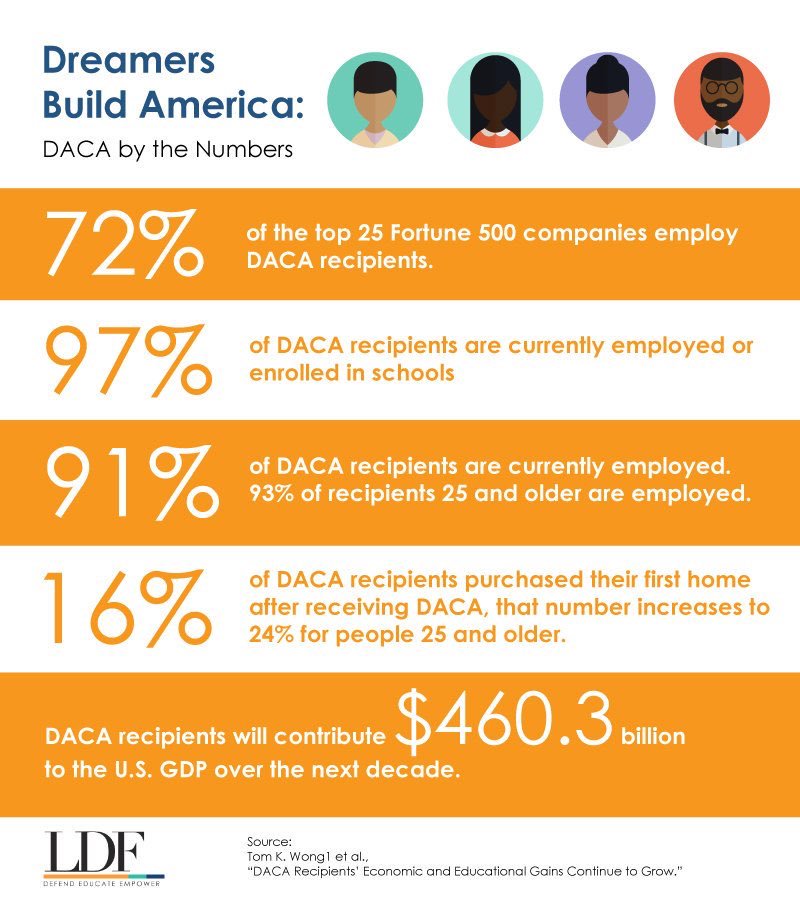 Dreamers
Build America:
DACA by the Numbers
72%
of the top 25 Fortune 500 companies employ
DACA recipients.
97%
of DACA recipients are currently employed or
enrolled in schools
91%
of DACA recipients are currently employed.
93% of recipients 25 and older are employed.
16%
of DACA recipients purchased their first home
after receiving DACA, that number increases to
24% for people 25 and older.
DACA recipients will contribute $460.3 billion
to the U.S. GDP over the next decade.
LDF
DEFEND EDUCATE EMPOWER
Source:
Tom K. Wong1 et al.,
“DACA Recipients’ Economic and Educational Gains Continue to Grow.”